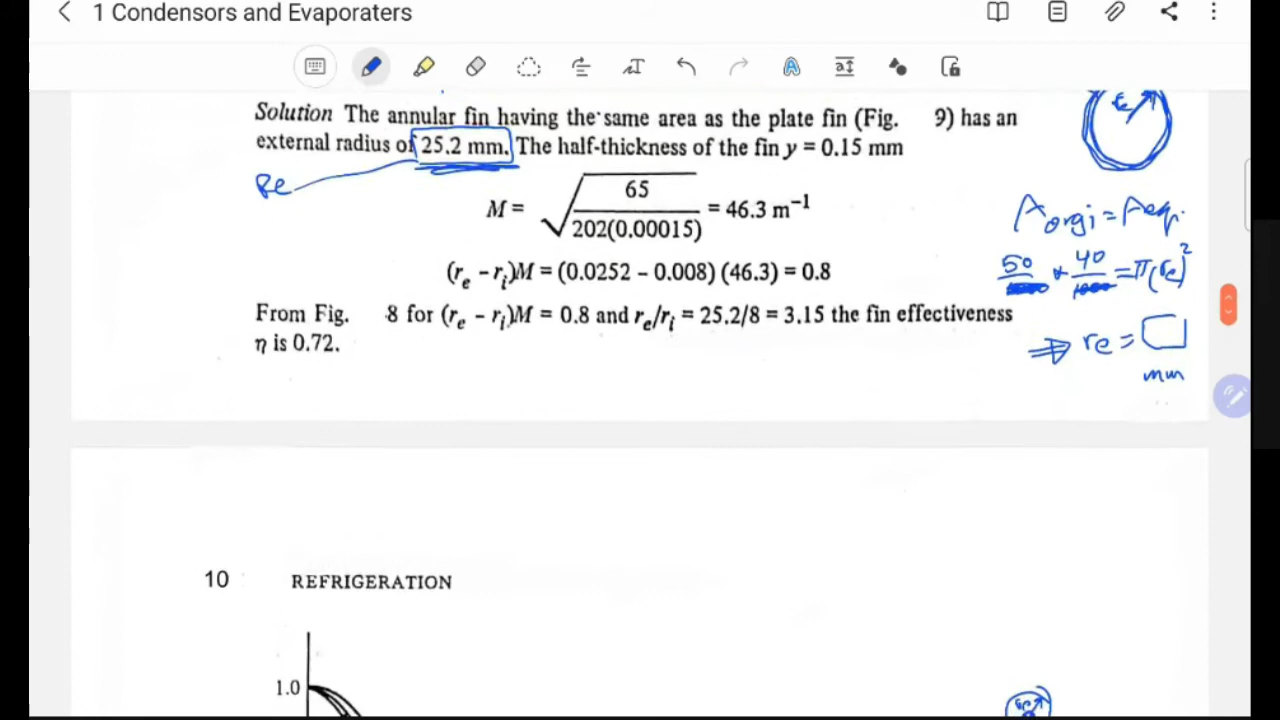 1 Condensors and Evaporaters
Solution The annular fin having the same area as the plate fin (Fig. 9) has an
external radius of 25.2 mm. The half-thickness of the fin y = 0.15 mm
Re
M = √(65 / 202(0.00015)) = 46.3 m⁻¹
(rₑ - rᵢ)M = (0.0252 - 0.008) (46.3) = 0.8
From Fig. 8 for (rₑ - rᵢ)M = 0.8 and rₑ/rᵢ = 25.2/8 = 3.15 the fin effectiveness
η is 0.72.
A orgi = A eq.
50 * 40 = π(re)²
⇒ re = □
mm
10 REFRIGERATION
1.0